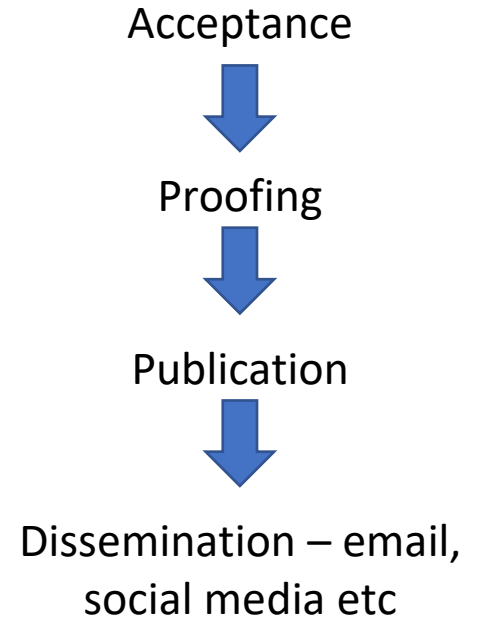 Acceptance
Proofing
Publication
Dissemination – email,
social media etc